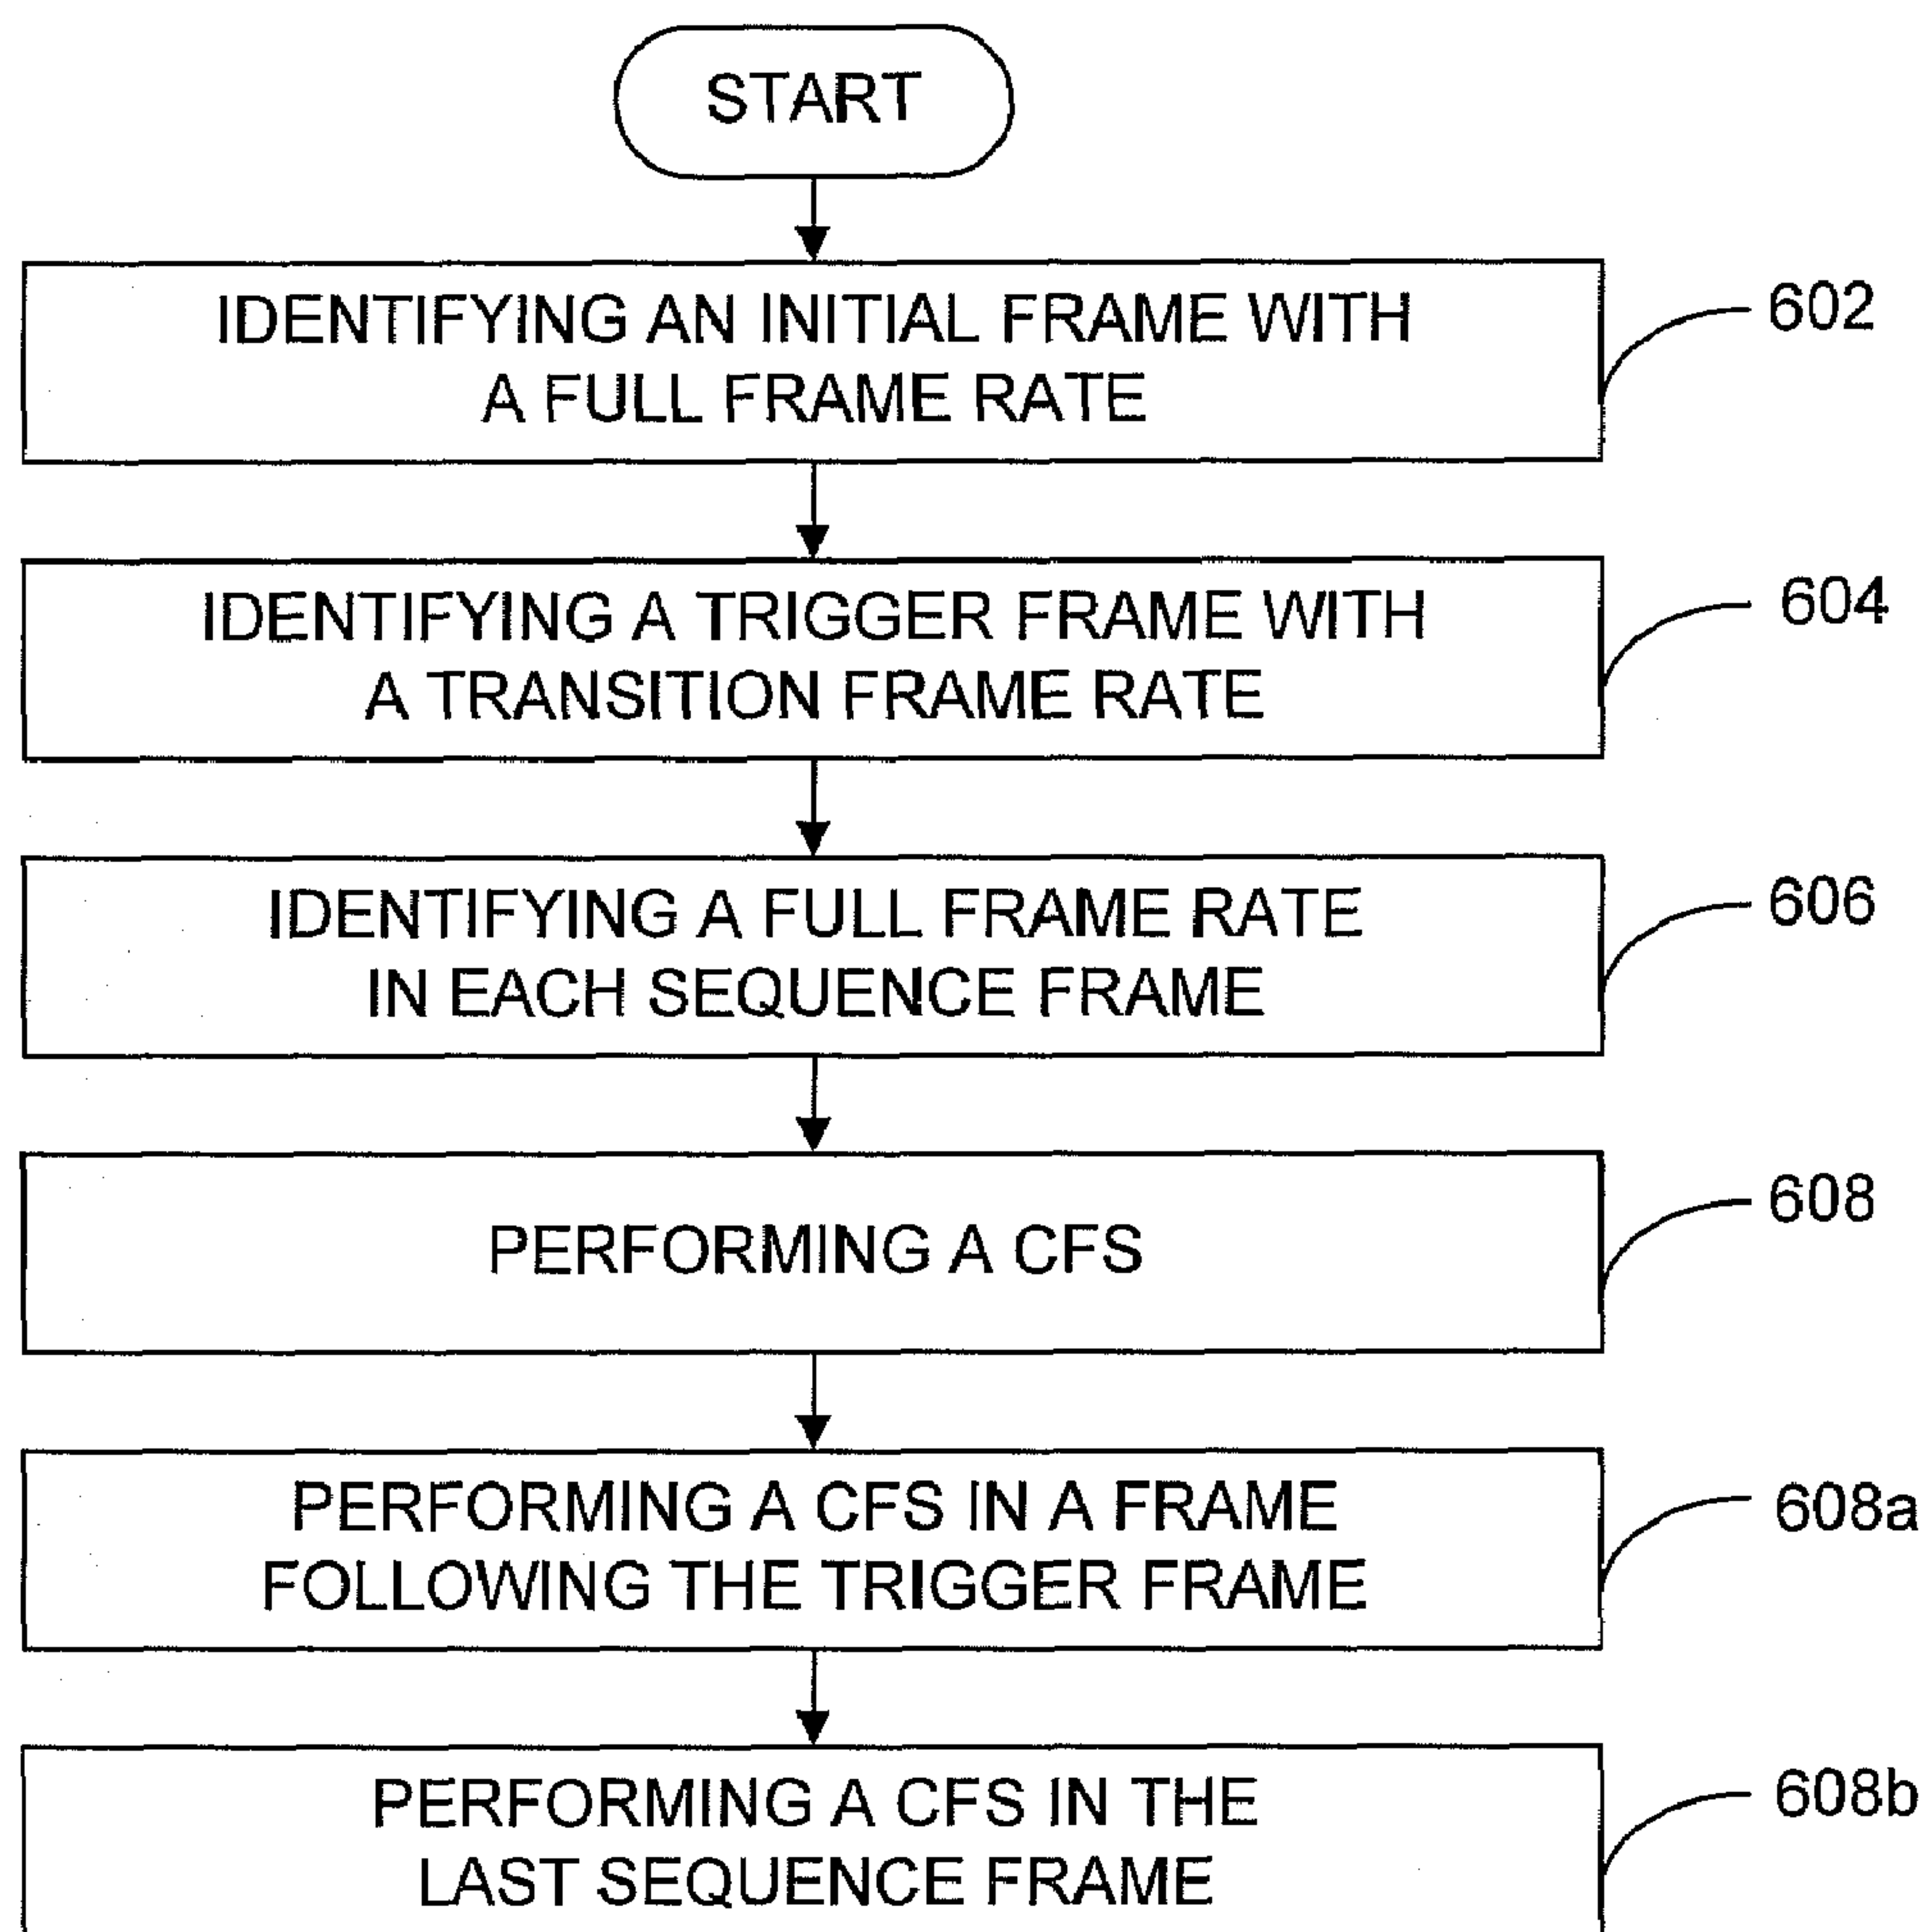 START
IDENTIFYING AN INITIAL FRAME WITH
A FULL FRAME RATE
602
IDENTIFYING A TRIGGER FRAME WITH
A TRANSITION FRAME RATE
604
IDENTIFYING A FULL FRAME RATE
IN EACH SEQUENCE FRAME
606
PERFORMING A CFS
608
PERFORMING A CFS IN A FRAME
FOLLOWING THE TRIGGER FRAME
608a
PERFORMING A CFS IN THE
LAST SEQUENCE FRAME
608b